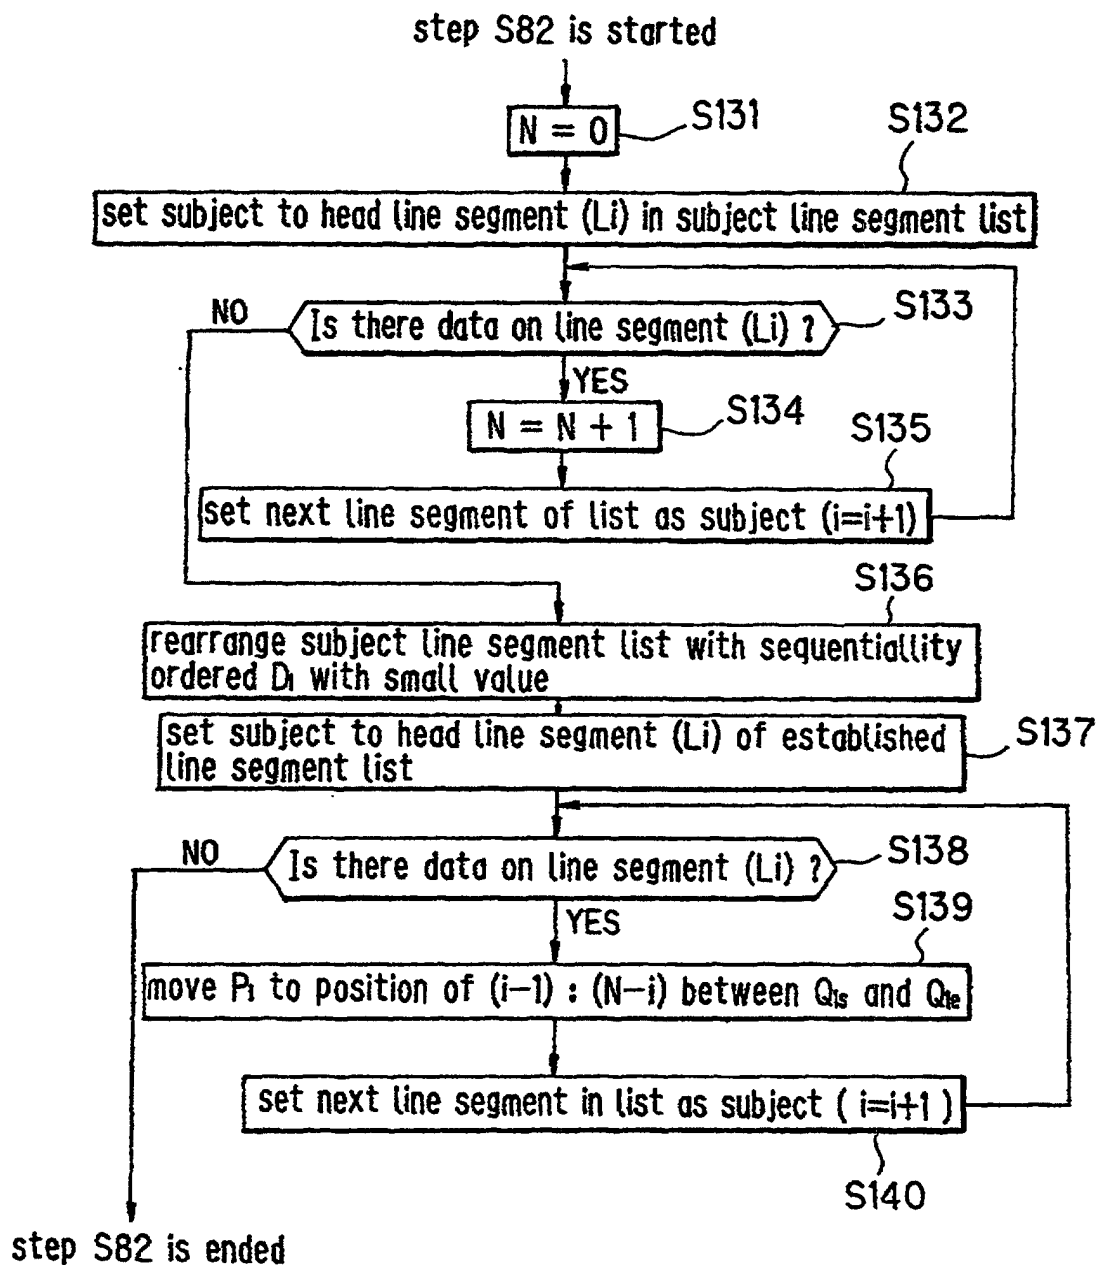 step S82 is started
N = 0
S131
S132
set subject to head line segment (Li) in subject line segment list
NO
Is there data on line segment (Li) ?
S133
YES
N = N + 1
S134
S135
set next line segment of list as subject (i=i+1)
S136
rearrange subject line segment list with sequentiallity
ordered D1 with small value
set subject to head line segment (Li) of established
line segment list
S137
NO
Is there data on line segment (Li) ?
S138
YES
S139
move P1 to position of (i-1) : (N-i) between Q1s and Q1e
set next line segment in list as subject ( i=i+1 )
S140
step S82 is ended